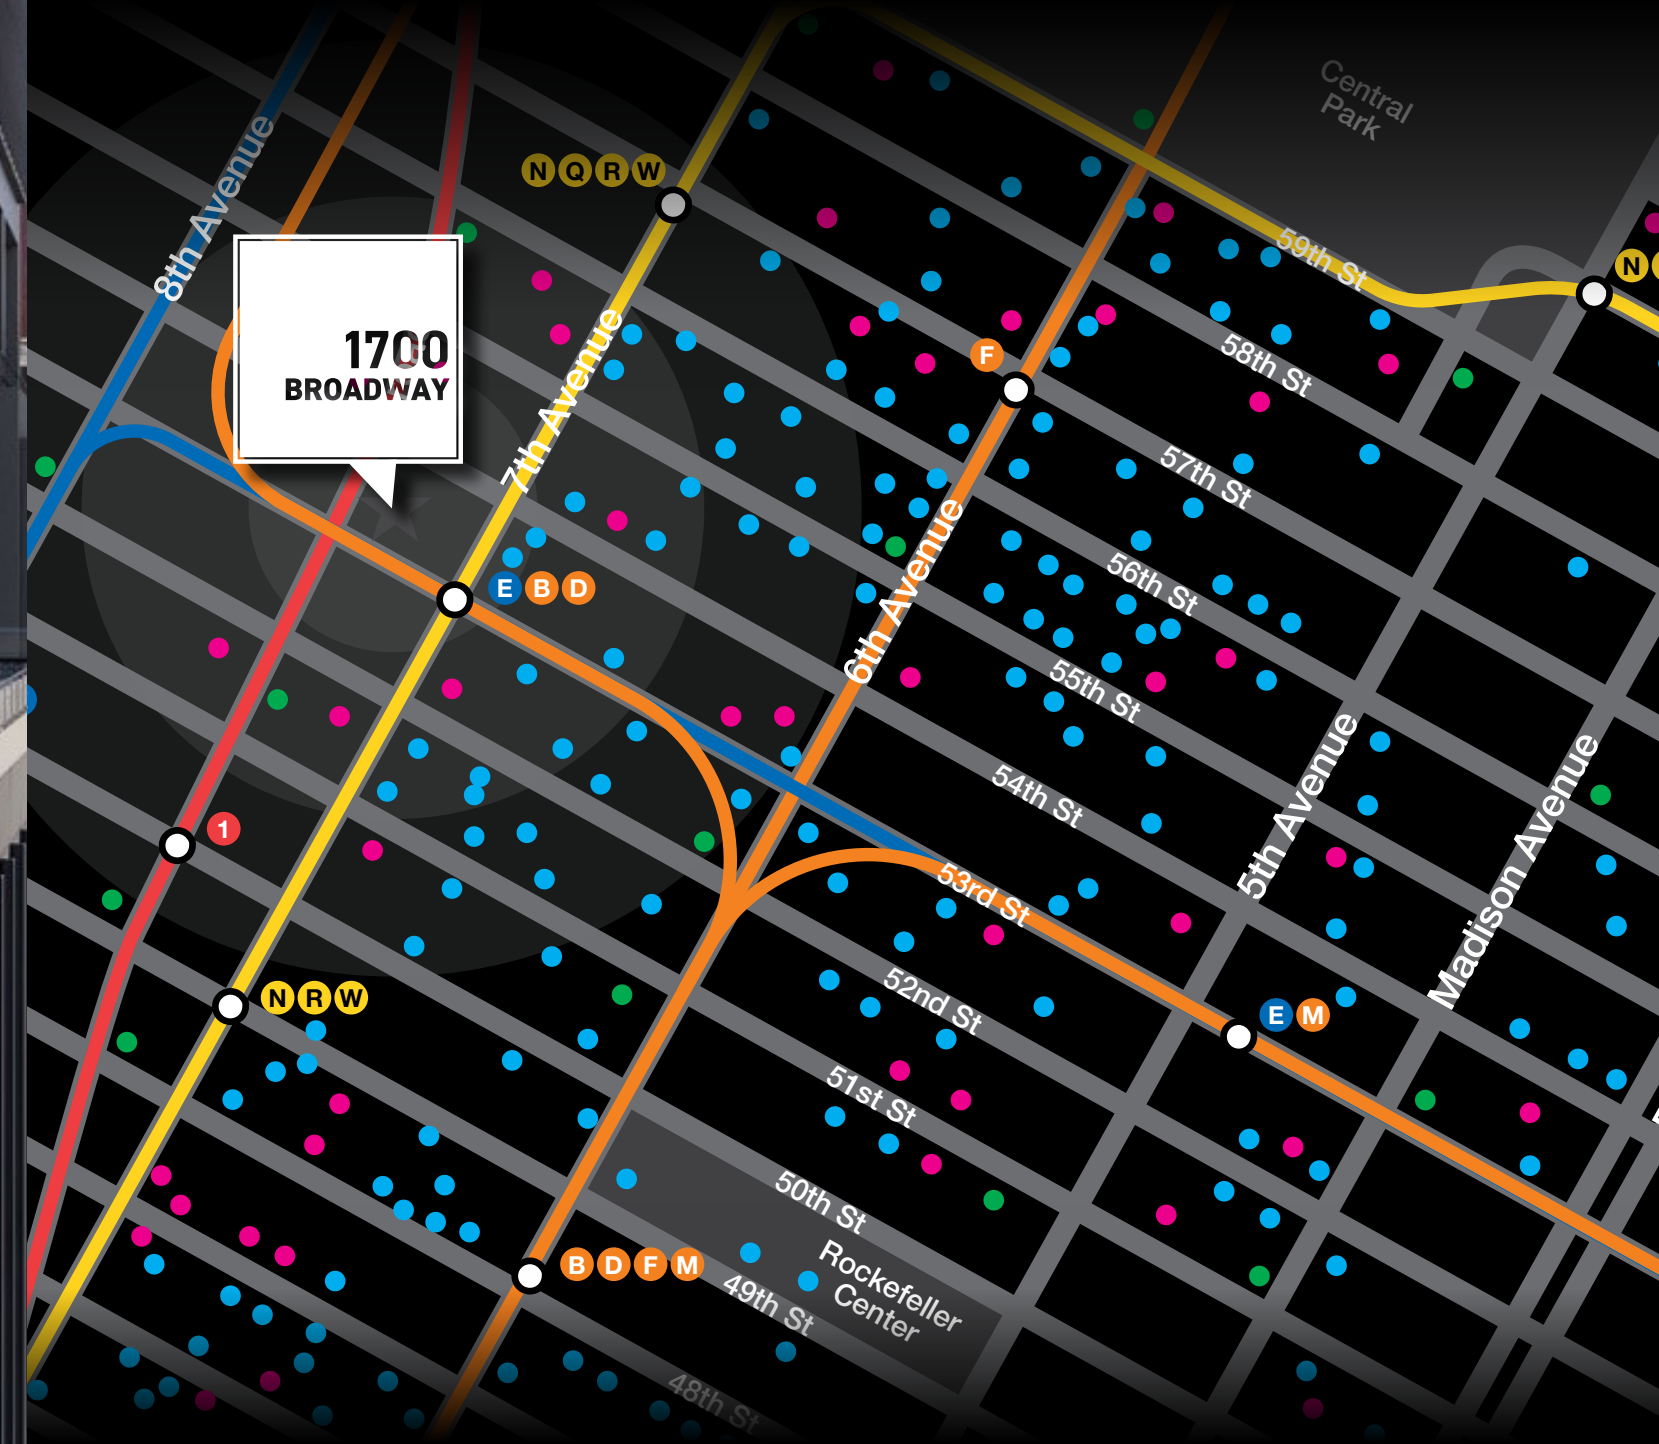 Central
Park
8th Avenue
N Q R W
59th St
N
1700
BROADWAY
7th Avenue
F
58th St
57th St
6th Avenue
56th St
E B D
55th St
54th St
5th Avenue
Madison Avenue
1
53rd St
N R W
52nd St
E M
51st St
50th St
Rockefeller
Center
B D F M
49th St
48th St